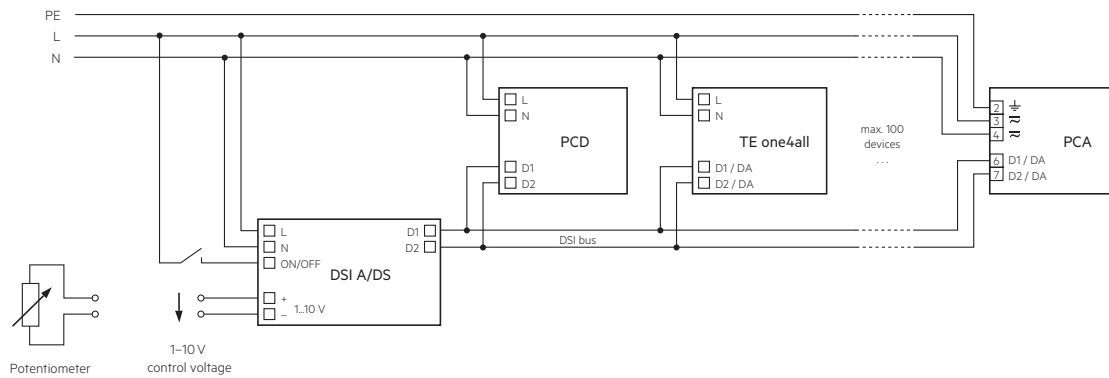 PE
L
N
L
N
PCD
D1
D2
L
N
TE one4all
D1 / DA
D2 / DA
max. 100
devices
...
2
3
4
PCA
6 D1 / DA
7 D2 / DA
L
N
ON/OFF
D1
D2
DSI bus
DSI A/DS
+
–
1...10 V
Potentiometer
1–10 V
control voltage